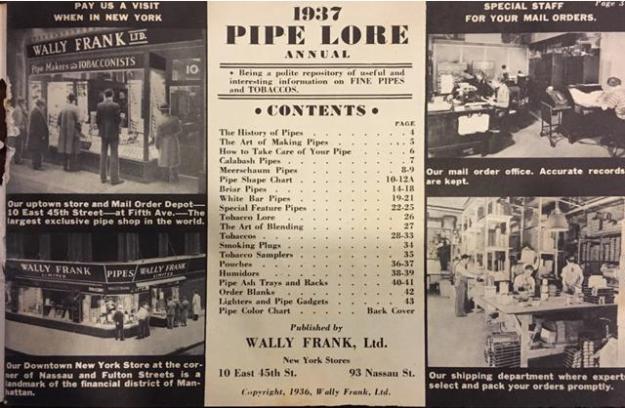 PAY US A VISIT
WHEN IN NEW YORK
WALLY FRANK LTD.
Pipe Makers and TOBACCONISTS
10
Our uptown store and Mail Order Depot—
10 East 45th Street—at Fifth Ave.—The
largest exclusive pipe shop in the world.
WALLY FRANK
LIMITED
PIPES
WALLY FRANK
LIMITED
Our Downtown New York Store at the cor-
ner of Nassau and Fulton Streets is a
landmark of the financial district of Man-
hattan.
1937
PIPE LORE
ANNUAL
• Being a polite repository of useful and
interesting information on FINE PIPES
and TOBACCOS.
• CONTENTS •
PAGE
The History of Pipes . . . . . . . 4
The Art of Making Pipes . . . . . . 5
How to Take Care of Your Pipe . . . . 6
Calabash Pipes . . . . . . . 7
Meerschaum Pipes . . . . . . 8-9
Pipe Shape Chart . . . . . . 10-12A
Briar Pipes . . . . . . . 14-18
White Bar Pipes . . . . . . 19-21
Special Feature Pipes . . . . . 22-25
Tobacco Lore . . . . . . . 26
The Art of Blending . . . . . . 27
Tobaccos . . . . . . . 28-33
Smoking Plugs . . . . . . . 34
Tobacco Samplers . . . . . . 35
Pouches . . . . . . . 36-37
Humidors . . . . . . . 38-39
Pipe Ash Trays and Racks . . . . 40-41
Order Blanks . . . . . . . 42
Lighters and Pipe Gadgets . . . . . 43
Pipe Color Chart . . . . . Back Cover
Published by
WALLY FRANK, Ltd.
New York Stores
10 East 45th St. 93 Nassau St.
Copyright, 1936, Wally Frank, Ltd.
Page 3
SPECIAL STAFF
FOR YOUR MAIL ORDERS.
Our mail order office. Accurate records
are kept.
Our shipping department where expert
select and pack your orders promptly.